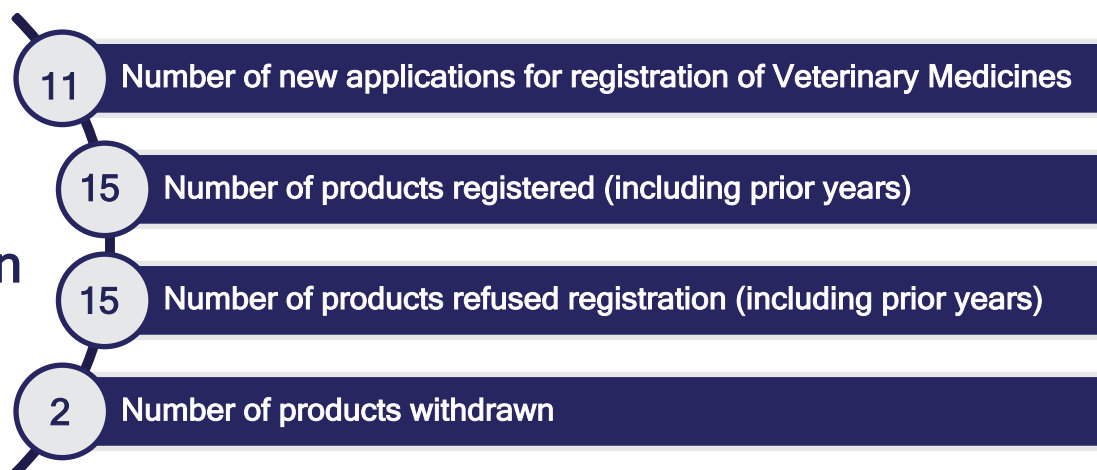 11 Number of new applications for registration of Veterinary Medicines
15 Number of products registered (including prior years)
n
15 Number of products refused registration (including prior years)
2 Number of products withdrawn